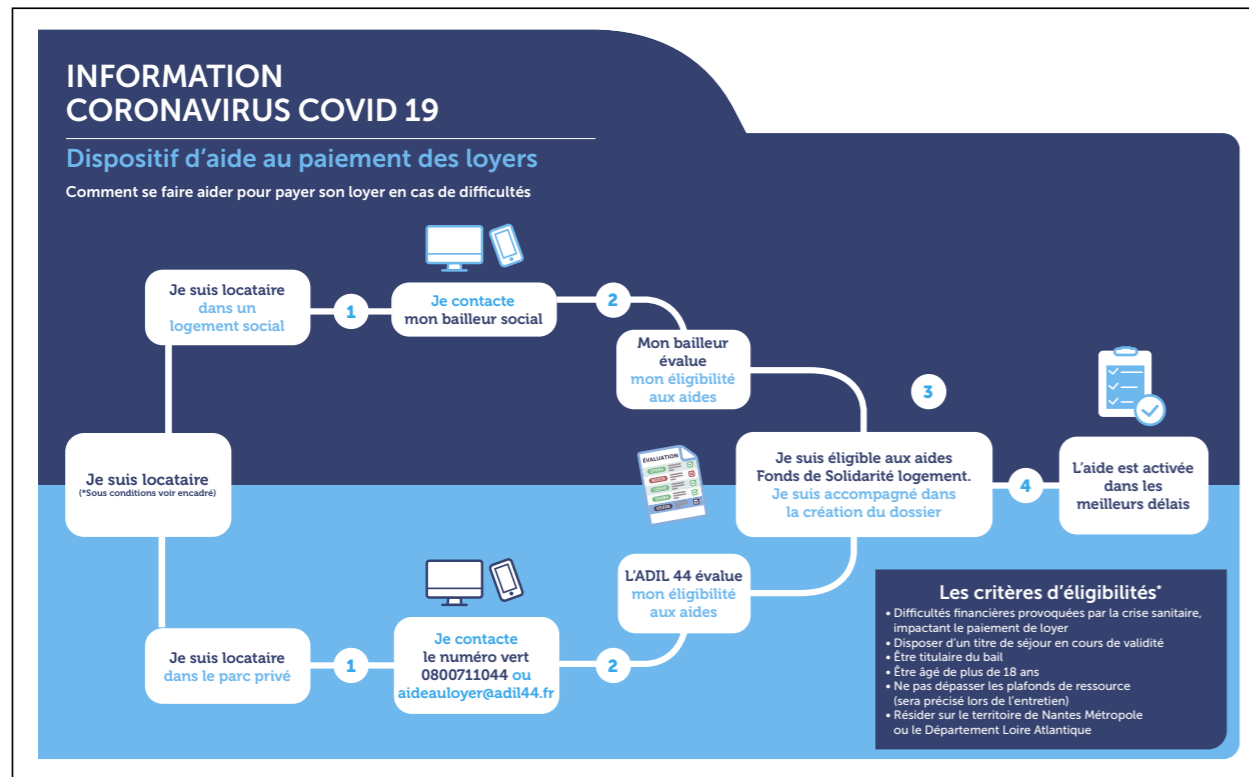 INFORMATION
CORONAVIRUS COVID 19
Dispositif d'aide au paiement des loyers
Comment se faire aider pour payer son loyer en cas de difficultés
Je suis locataire
dans un
logement social
1
Je contacte
mon bailleur social
2
Mon bailleur
évalue
mon éligibilité
aux aides
3
Je suis locataire
(*Sous conditions voir encadré)
ÉVALUATION
Je suis éligible aux aides
Fonds de Solidarité logement.
Je suis accompagné dans
la création du dossier
4
L'aide est activée
dans les
meilleurs délais
Je suis locataire
dans le parc privé
1
Je contacte
le numéro vert
0800711044 ou
aideauloyer@adil44.fr
2
L'ADIL 44 évalue
mon éligibilité
aux aides
Les critères d'éligibilités*
• Difficultés financières provoquées par la crise sanitaire,
impactant le paiement de loyer
• Disposer d'un titre de séjour en cours de validité
• Être titulaire du bail
• Être âgé de plus de 18 ans
• Ne pas dépasser les plafonds de ressource
(sera précisé lors de l'entretien)
• Résider sur le territoire de Nantes Métropole
ou le Département Loire Atlantique